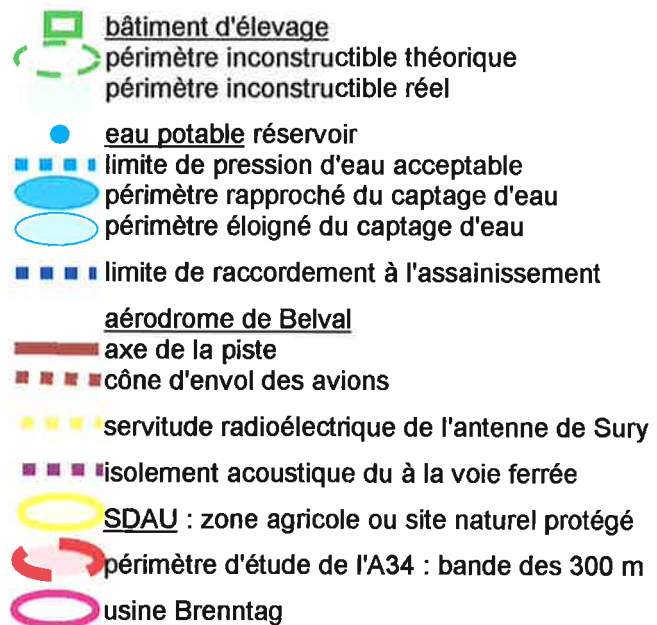 bâtiment d'élevage
périmètre inconstructible théorique
périmètre inconstructible réel
eau potable réservoir
limite de pression d'eau acceptable
périmètre rapproché du captage d'eau
périmètre éloigné du captage d'eau
limite de raccordement à l'assainissement
aérodrome de Belval
axe de la piste
cône d'envol des avions
servitude radioélectrique de l'antenne de Sury
isolement acoustique du à la voie ferrée
SDAU : zone agricole ou site naturel protégé
périmètre d'étude de l'A34 : bande des 300 m
usine Brenntag